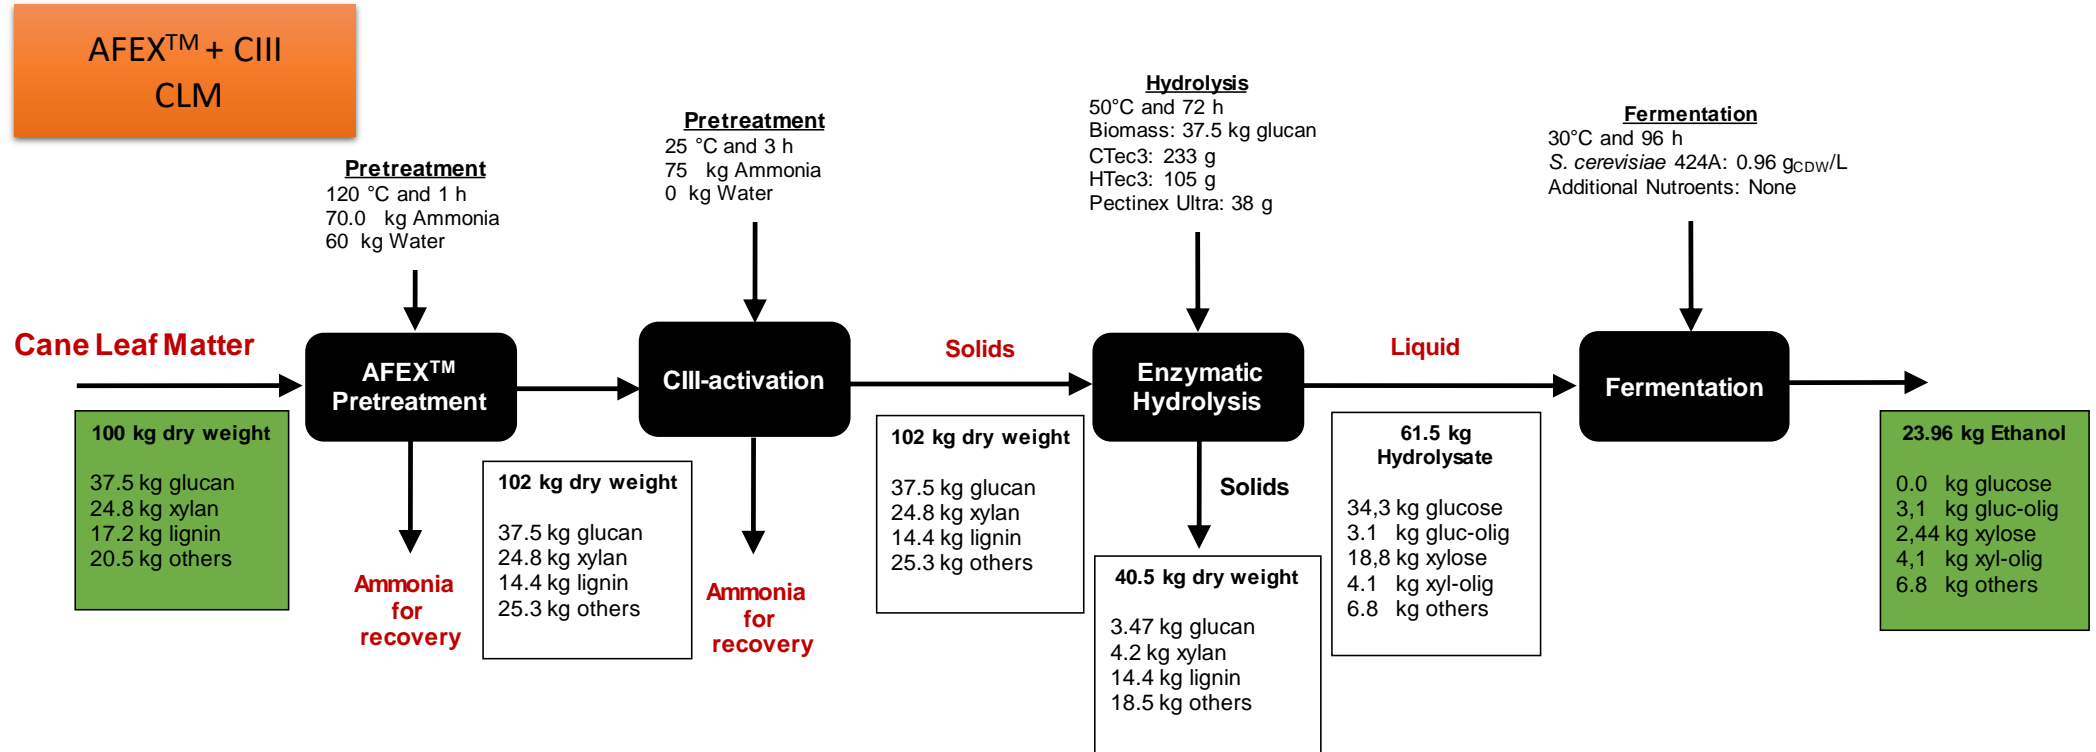 AFEX™ + CIII
CLM
Pretreatment
120 °C and 1 h
70.0 kg Ammonia
60 kg Water
Pretreatment
25 °C and 3 h
75 kg Ammonia
0 kg Water
Hydrolysis
50°C and 72 h
Biomass: 37.5 kg glucan
CTec3: 233 g
HTec3: 105 g
Pectinex Ultra: 38 g
Fermentation
30°C and 96 h
S. cerevisiae 424A: 0.96 gCDW/L
Additional Nutroents: None
Cane Leaf Matter
AFEX™
Pretreatment
CIII-activation
Solids
Enzymatic
Hydrolysis
Liquid
Fermentation
100 kg dry weight
37.5 kg glucan
24.8 kg xylan
17.2 kg lignin
20.5 kg others
Ammonia
for
recovery
102 kg dry weight
37.5 kg glucan
24.8 kg xylan
14.4 kg lignin
25.3 kg others
Ammonia
for
recovery
102 kg dry weight
37.5 kg glucan
24.8 kg xylan
14.4 kg lignin
25.3 kg others
Solids
40.5 kg dry weight
3.47 kg glucan
4.2 kg xylan
14.4 kg lignin
18.5 kg others
61.5 kg
Hydrolysate
34,3 kg glucose
3.1 kg gluc-olig
18,8 kg xylose
4.1 kg xyl-olig
6.8 kg others
23.96 kg Ethanol
0.0 kg glucose
3,1 kg gluc-olig
2,44 kg xylose
4,1 kg xyl-olig
6.8 kg others